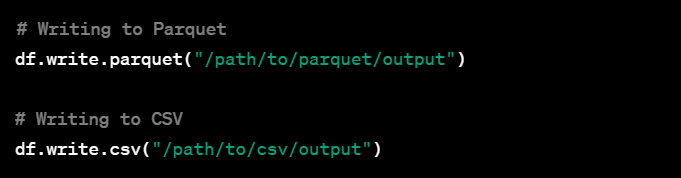 # Writing to Parquet
df.write.parquet("/path/to/parquet/output")
# Writing to CSV
df.write.csv("/path/to/csv/output")